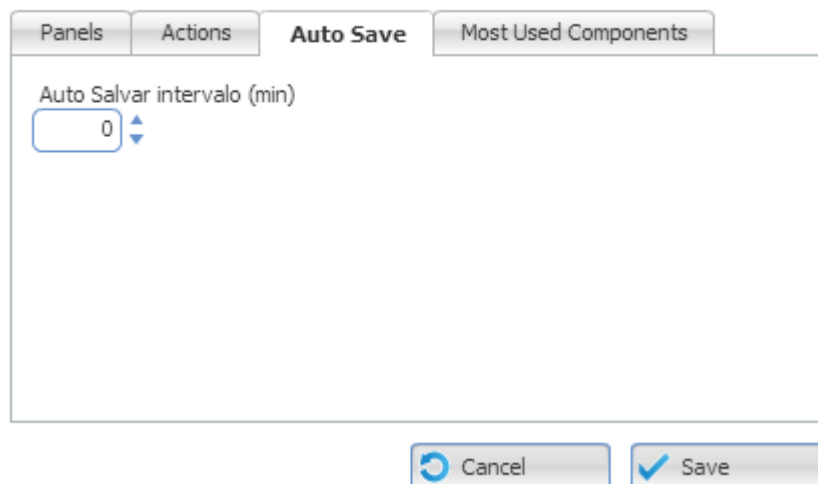 Panels Actions Auto Save Most Used Components
Auto Salvar intervalo (min)
0
Cancel Save